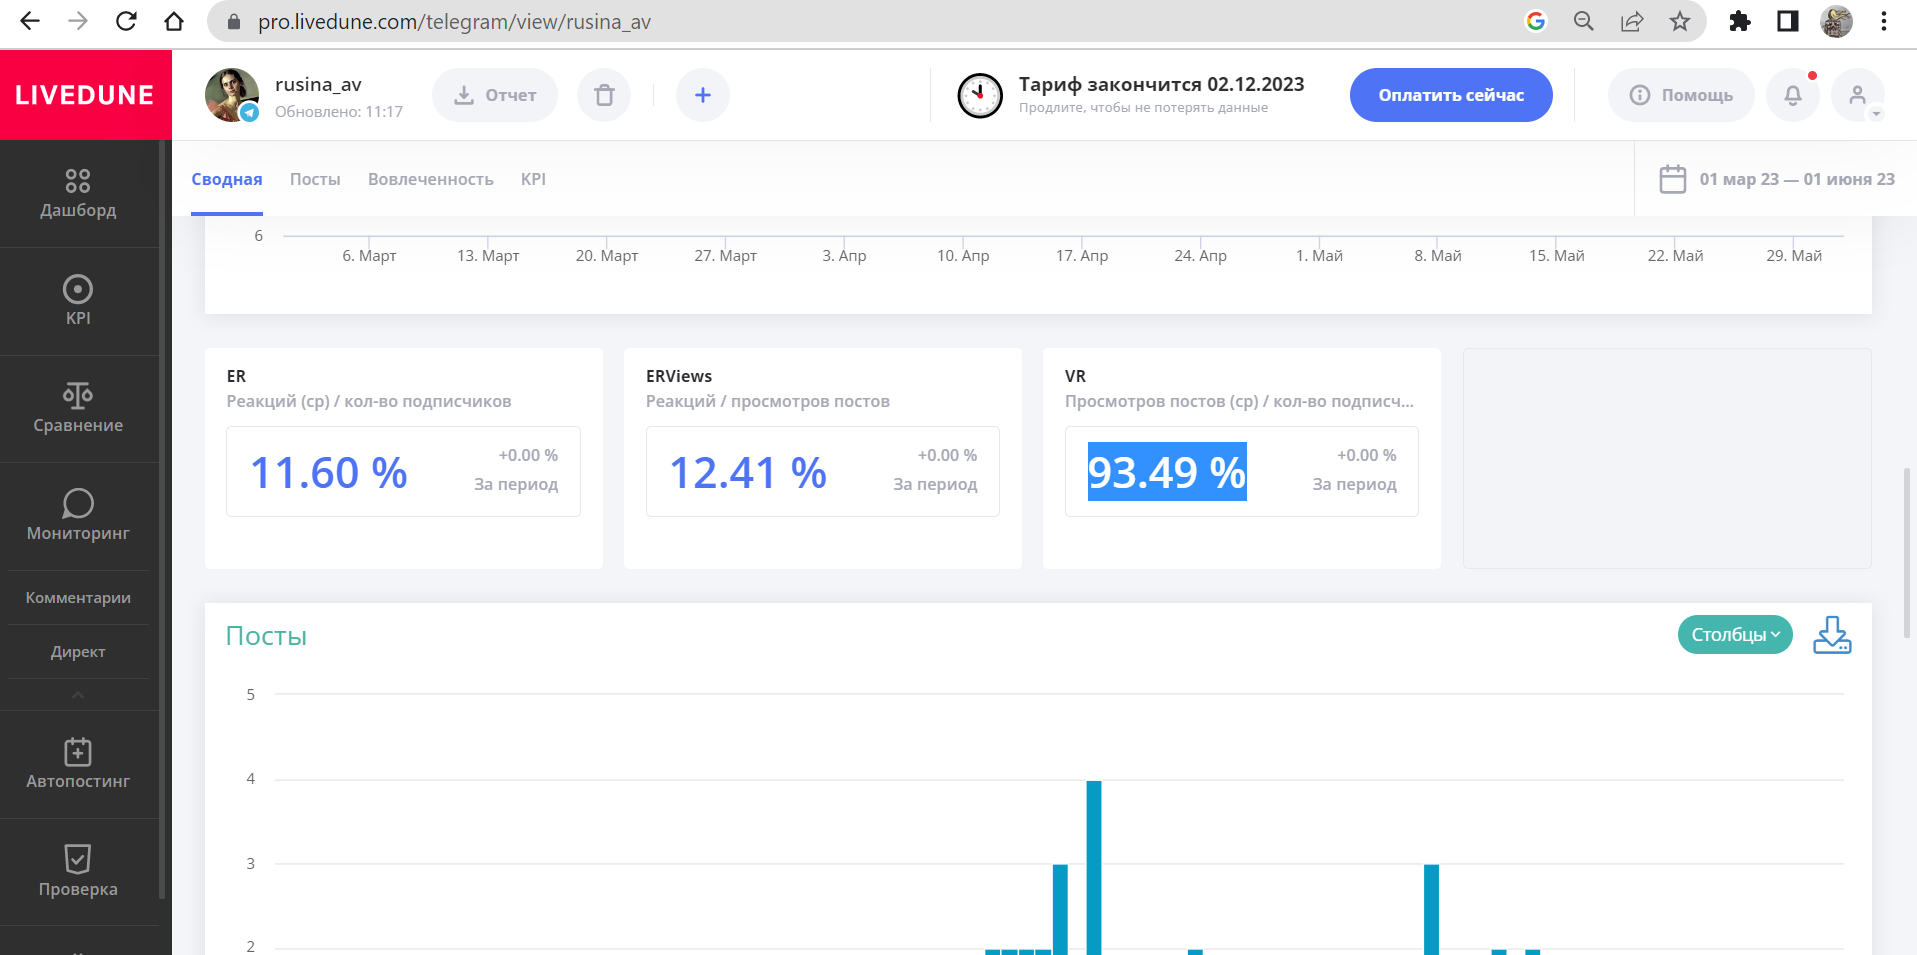 pro.livedune.com/telegram/view/rusina_av
LIVEDUNE
rusina_av
Обновлено: 11:17
Отчет
Тариф закончится 02.12.2023
Продлите, чтобы не потерять данные
Оплатить сейчас
Помощь
Сводная
Посты
Вовлеченность
KPI
01 мар 23 — 01 июня 23
Дашборд
KPI
Сравнение
Мониторинг
Комментарии
Директ
Автопостинг
Проверка
6
6. Март
13. Март
20. Март
27. Март
3. Апр
10. Апр
17. Апр
24. Апр
1. Май
8. Май
15. Май
22. Май
29. Май
ER
Реакций (ср) / кол-во подписчиков
11.60 %
+0.00 %
За период
ERViews
Реакций / просмотров постов
12.41 %
+0.00 %
За период
VR
Просмотров постов (ср) / кол-во подписч...
93.49 %
+0.00 %
За период
Посты
Столбцы
5
4
3
2